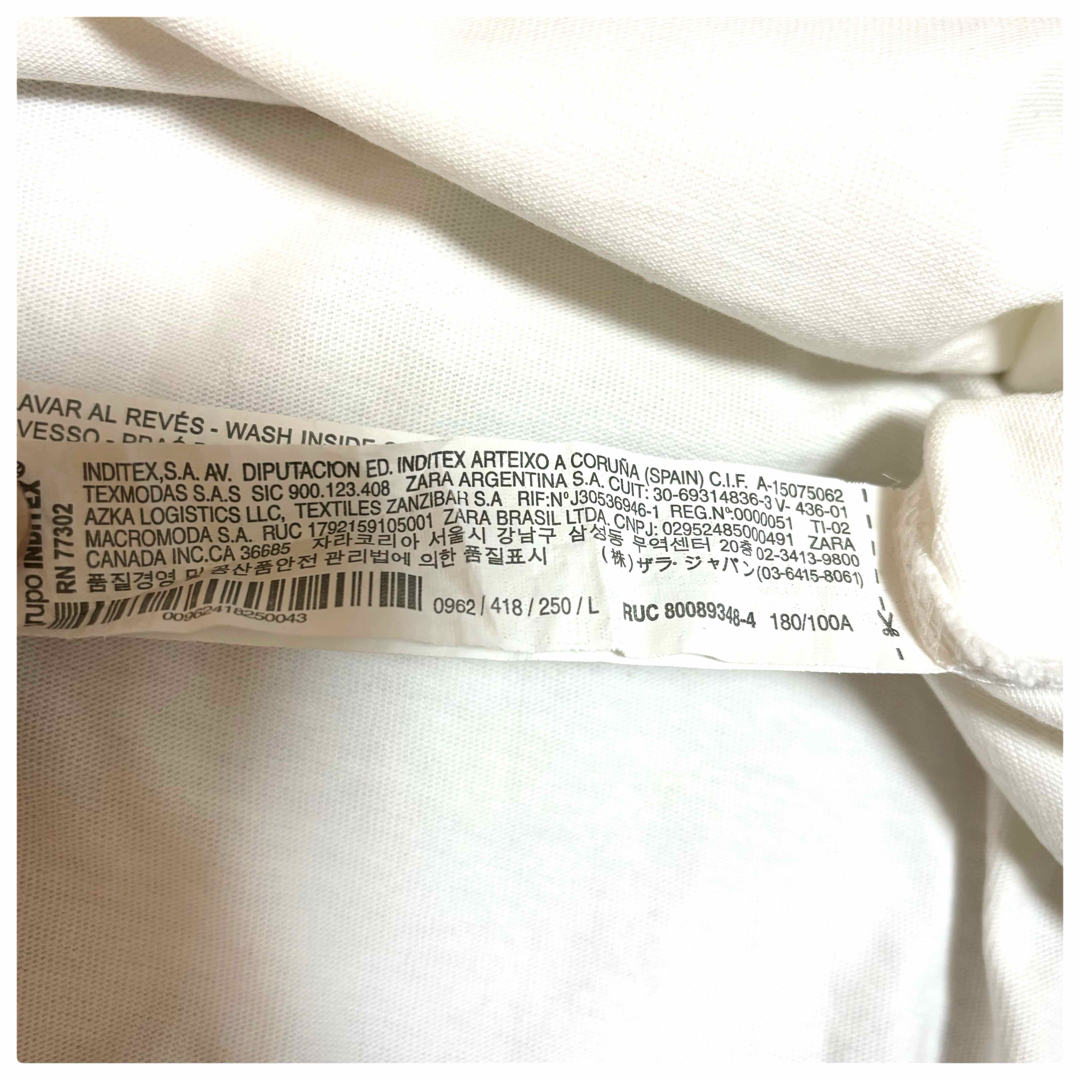 AVAR AL REVÉS - WASH INSIDE
VESSO -
rupo INDITEX®
RN 77302
INDITEX,S.A. AV. DIPUTACION ED. INDITEX ARTEIXO A CORUÑA (SPAIN) C.I.F. A-15075062
TEXMODAS S.A.S SIC 900.123.408 ZARA ARGENTINA S.A. CUIT: 30-69314836-3 V- 436-01
AZKA LOGISTICS LLC, TEXTILES ZANZIBAR S.A RIF:NºJ30536946-1 REG.Nº:0000051 TI-02
MACROMODA S.A. RUC 1792159105001 ZARA BRASIL LTDA. CNPJ: 02952485000491 ZARA
CANADA INC.CA 36685 자라코리아 서울시 강남구 삼성동 무역센터 20층 02-3413-9800
품질경영 및 공산품안전 관리법에 의한 품질표시 (株)ザラ・ジャパン(03-6415-8061)
00962418250043
0962 / 418 / 250 / L RUC 80089348-4 180/100A